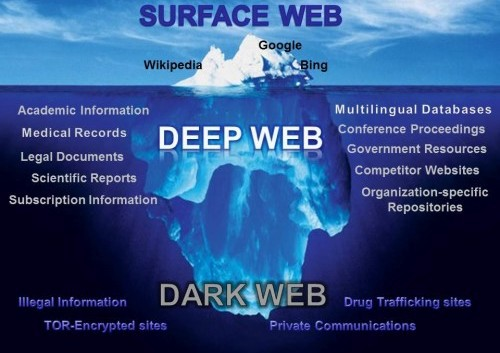 SURFACE WEB
Google
Wikipedia
Bing
Academic Information
Multilingual Databases
Medical Records
DEEP WEB
Conference Proceedings
Legal Documents
Government Resources
Scientific Reports
Competitor Websites
Subscription Information
Organization-specific
Repositories
DARK WEB
Illegal Information
Drug Trafficking sites
TOR-Encrypted sites
Private Communications